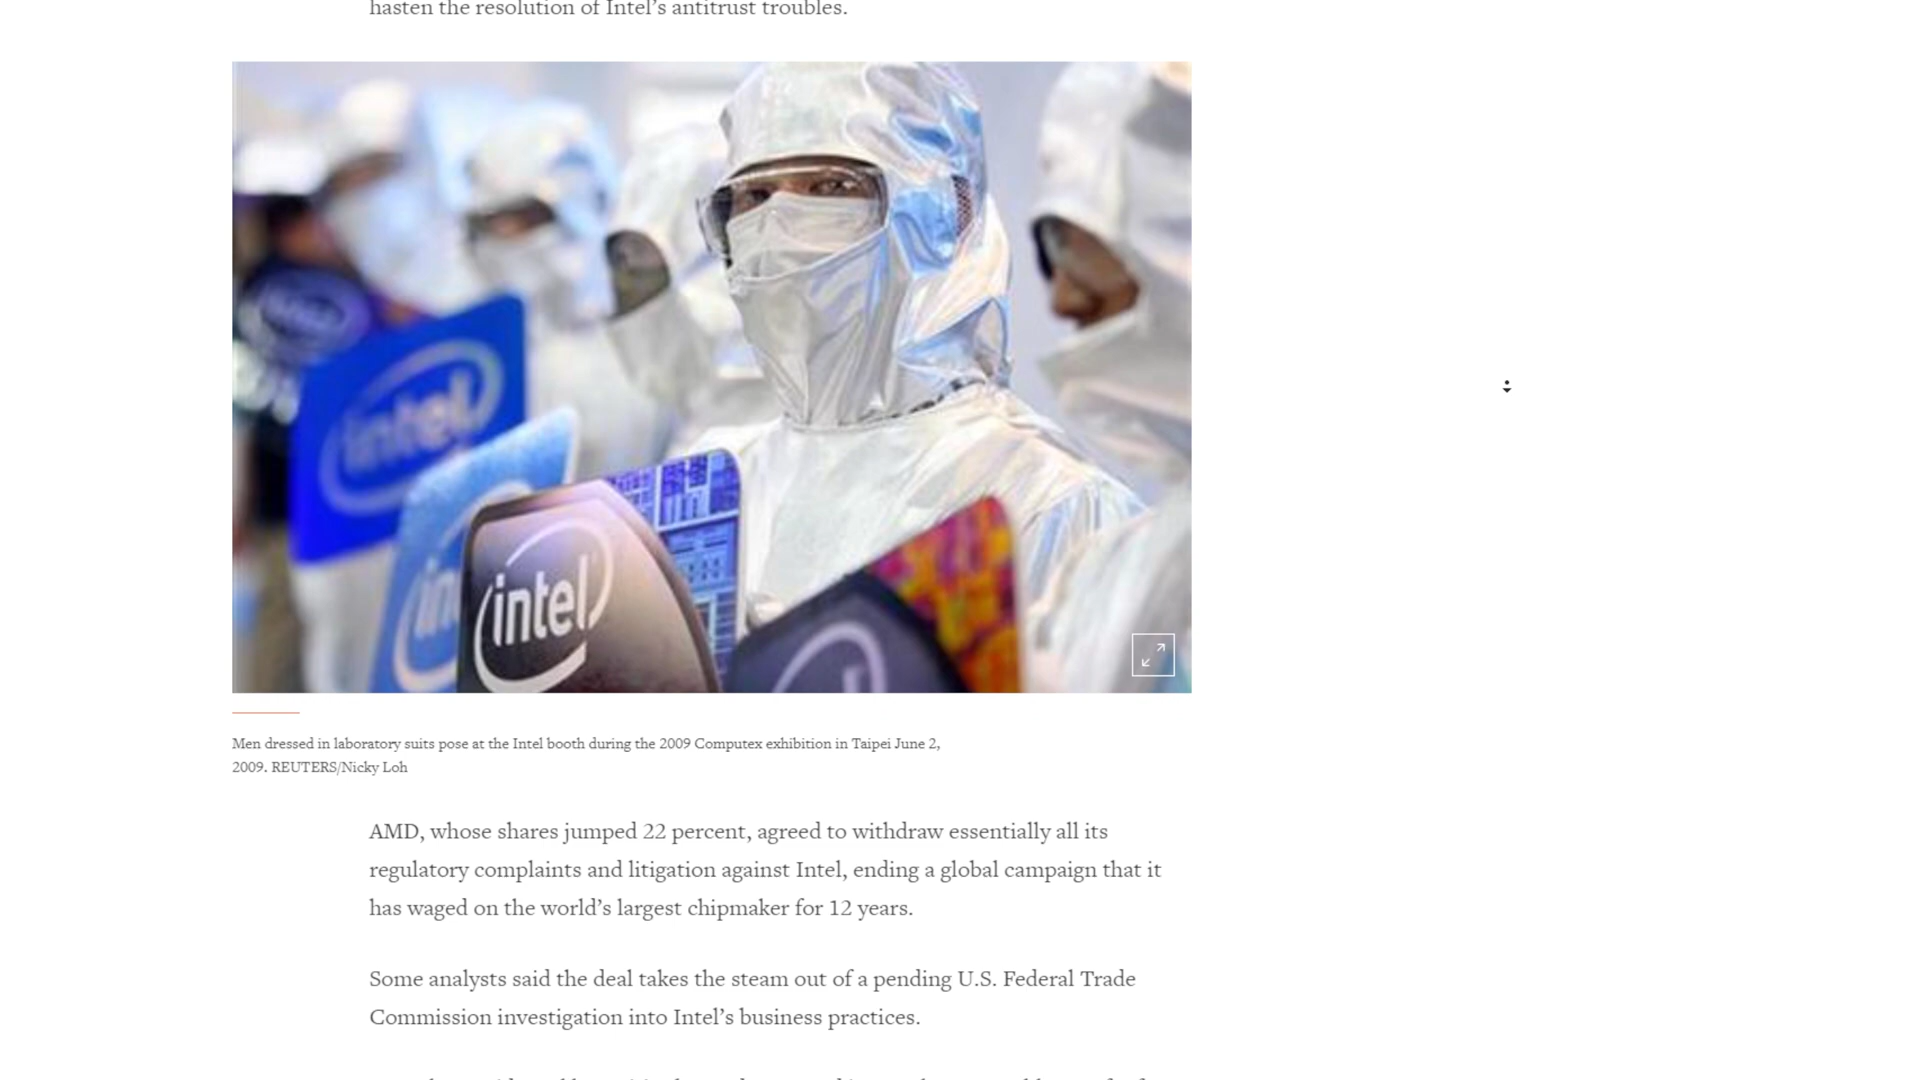 hasten the resolution of Intel’s antitrust troubles.
intel
intel
in
intel
Men dressed in laboratory suits pose at the Intel booth during the 2009 Computex exhibition in Taipei June 2,
2009. REUTERS/Nicky Loh
AMD, whose shares jumped 22 percent, agreed to withdraw essentially all its
regulatory complaints and litigation against Intel, ending a global campaign that it
has waged on the world’s largest chipmaker for 12 years.
Some analysts said the deal takes the steam out of a pending U.S. Federal Trade
Commission investigation into Intel’s business practices.